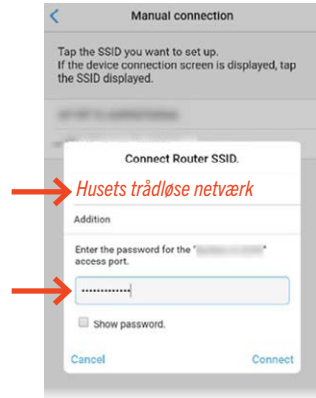 Manual connection
Tap the SSID you want to set up.
If the device connection screen is displayed, tap
the SSID displayed.
Connect Router SSID.
Husets trådløse netværk
Addition
Enter the password for the " "
access port.
•••••••••••••
Show password.
Cancel Connect